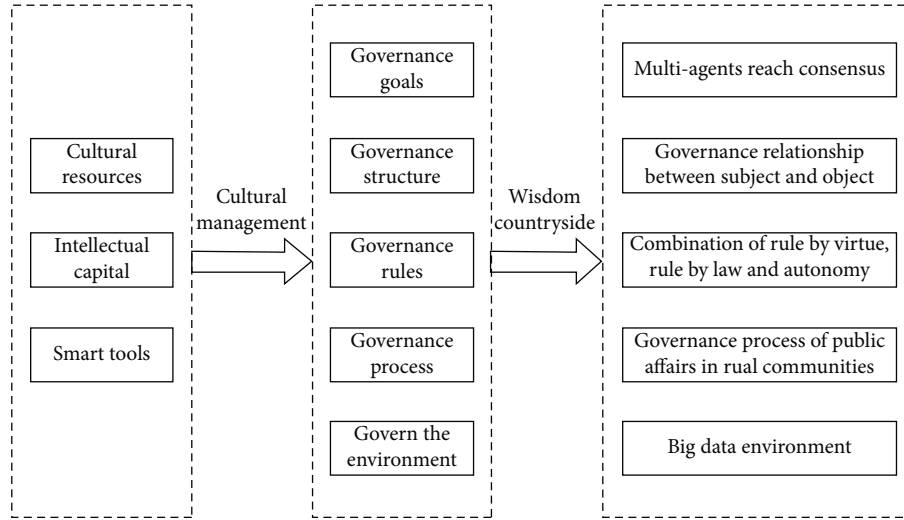 Cultural
resources
Intellectual
capital
Smart tools
Cultural
management
Governance
goals
Governance
structure
Governance
rules
Governance
process
Govern the
environment
Wisdom
countryside
Multi-agents reach consensus
Governance relationship
between subject and object
Combination of rule by virtue,
rule by law and autonomy
Governance process of public
affairs in rual communities
Big data environment